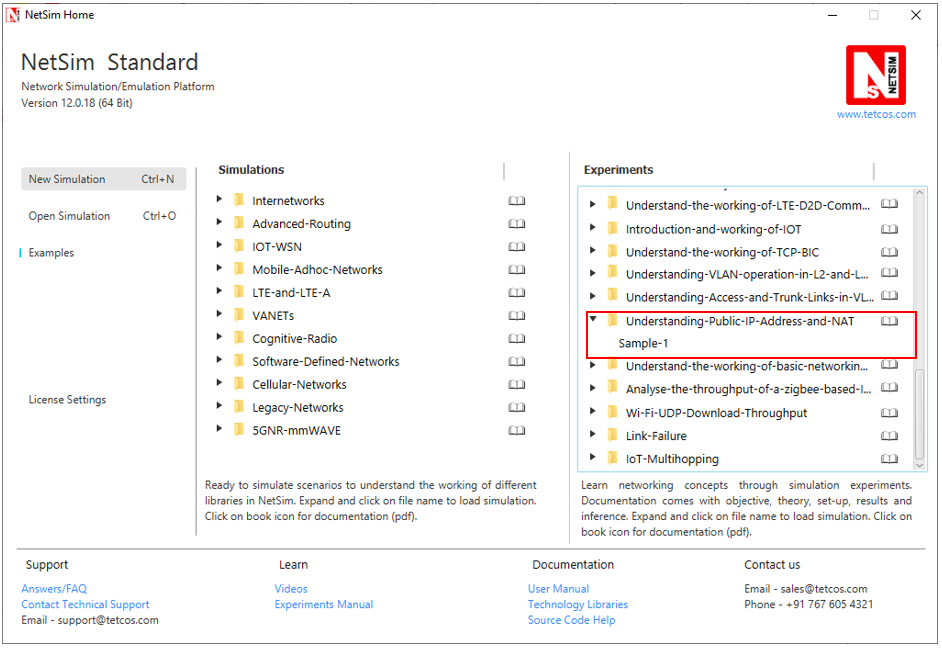 NetSim Home
NetSim Standard
Network Simulation/Emulation Platform
Version 12.0.18 (64 Bit)
NETSIM
NS
www.tetcos.com
New Simulation Ctrl+N
Open Simulation Ctrl+O
Examples
License Settings
Simulations
Internetworks
Advanced-Routing
IOT-WSN
Mobile-Adhoc-Networks
LTE-and-LTE-A
VANETs
Cognitive-Radio
Software-Defined-Networks
Cellular-Networks
Legacy-Networks
5GNR-mmWAVE
Ready to simulate scenarios to understand the working of different
libraries in NetSim. Expand and click on file name to load simulation.
Click on book icon for documentation (pdf).
Experiments
Understand-the-working-of-LTE-D2D-Comm...
Introduction-and-working-of-IOT
Understand-the-working-of-TCP-BIC
Understanding-VLAN-operation-in-L2-and-L...
Understanding-Access-and-Trunk-Links-in-VL...
Understanding-Public-IP-Address-and-NAT
Sample-1
Understand-the-working-of-basic-networkin...
Analyse-the-throughput-of-a-zigbee-based-I...
Wi-Fi-UDP-Download-Throughput
Link-Failure
IoT-Multihopping
Learn networking concepts through simulation experiments.
Documentation comes with objective, theory, set-up, results and
inference. Expand and click on file name to load simulation. Click on
book icon for documentation (pdf).
Support
Answers/FAQ
Contact Technical Support
Email - support@tetcos.com
Learn
Videos
Experiments Manual
Documentation
User Manual
Technology Libraries
Source Code Help
Contact us
Email - sales@tetcos.com
Phone - +91 767 605 4321